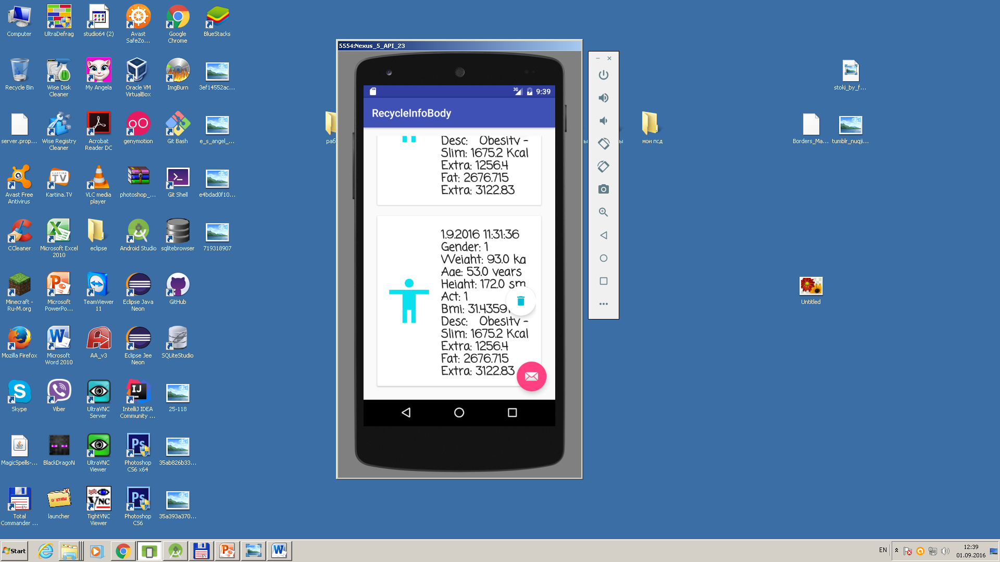 Computer
UltraDefrag
studio64 (2)
Avast
SafeZo...
Google
Chrome
BlueStacks
Recycle Bin
Wise Disk
Cleaner
My Angela
Oracle VM
VirtualBox
ImgBurn
3ef14552ac...
server.prop...
Wise Registry
Cleaner
Acrobat
Reader DC
genymotion
Git Bash
e_s_angel_...
Avast Free
Antivirus
Kartina.TV
VLC media
player
photoshop_...
Git Shell
e4bdad0f10...
CCleaner
Microsoft Excel
2010
eclipse
Android Studio
sqlitebrowser
719318907
Minecraft -
Ru-M.org
Microsoft
PowerPo...
TeamViewer
11
Eclipse Java
Neon
GitHub
Mozilla Firefox
Microsoft
Word 2010
AA_v3
Eclipse Jee
Neon
SQLiteStudio
Skype
Viber
UltraVNC
Server
IntelliJ IDEA
Community ...
25-118
MagicSpells-...
BlackDragoN
UltraVNC
Viewer
Photoshop
CS6 x64
35ab826b33...
Total
Commander ...
launcher
TightVNC
Viewer
Photoshop
CS6
35a393a370...
5554:Nexus_5_API_23
3G 9:39
RecycleInfoBody
Desc: Obesity -
Slim: 1675.2 Kcal
Extra: 1256.4
Fat: 2676.715
Extra: 3122.83
1.9.2016 11:31:36
Gender: 1
Weight: 93.0 kg
Age: 53.0 years
Height: 172.0 sm
Act: 1
Bmi: 31.4359
Desc: Obesity -
Slim: 1675.2 Kcal
Extra: 1256.4
Fat: 2676.715
Extra: 3122.83
раб
ы
ы
мои псд
stoki_by_f...
Borders_Ma...
tumblr_nuqji...
Untitled
Start
EN
12:39
01.09.2016